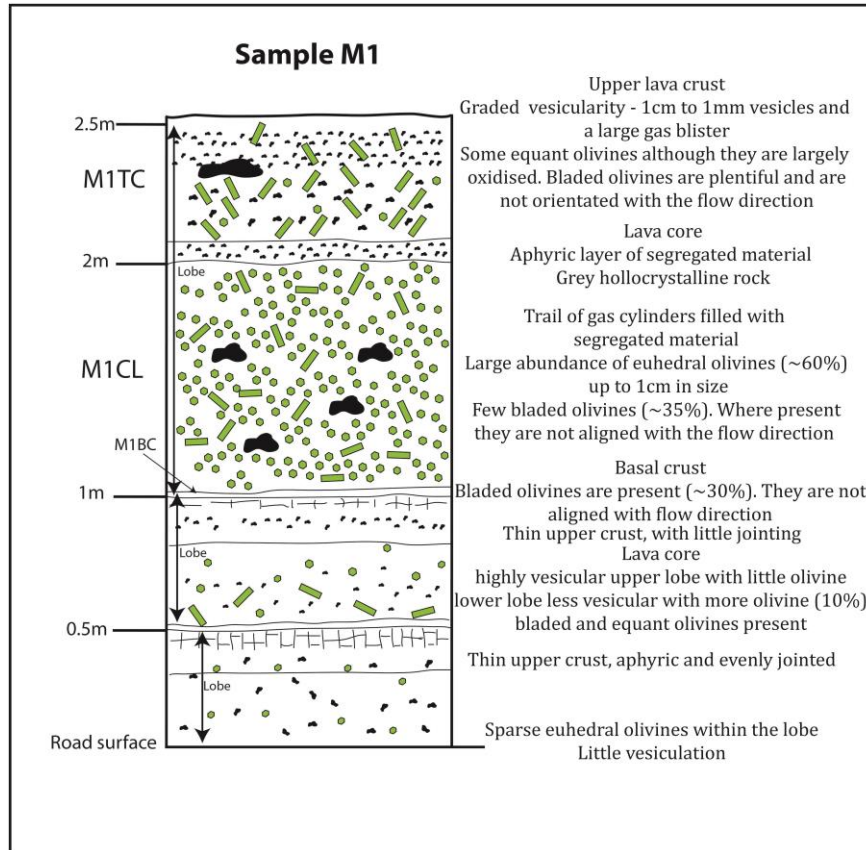 Sample M1
2.5m
M1TC
2m
Lobe
M1CL
M1BC
1m
Lobe
0.5m
Lobe
Road surface
Upper lava crust
Graded vesicularity - 1cm to 1mm vesicles and
a large gas blister
Some equant olivines although they are largely
oxidised. Bladed olivines are plentiful and are
not orientated with the flow direction
Lava core
Aphyric layer of segregated material
Grey hollocrystalline rock
Trail of gas cylinders filled with
segregated material
Large abundance of euhedral olivines (~60%)
up to 1cm in size
Few bladed olivines (~35%). Where present
they are not aligned with the flow direction
Basal crust
Bladed olivines are present (~30%). They are not
aligned with flow direction
Thin upper crust, with little jointing
Lava core
highly vesicular upper lobe with little olivine
lower lobe less vesicular with more olivine (10%)
bladed and equant olivines present
Thin upper crust, aphyric and evenly jointed
Sparse euhedral olivines within the lobe
Little vesiculation